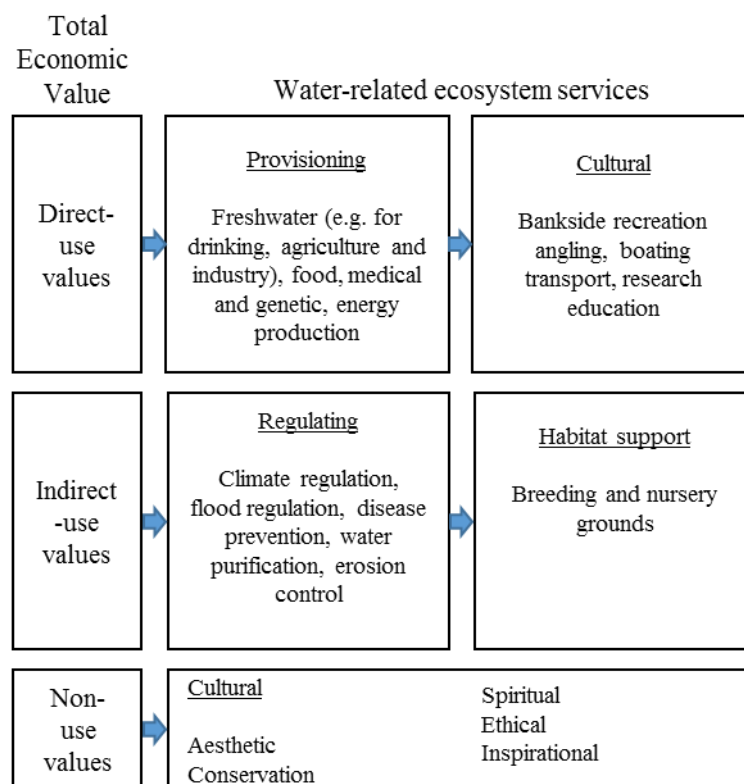 Total
Economic
Value
Water-related ecosystem services
Direct-
use
values
Provisioning
Freshwater (e.g. for
drinking, agriculture and
industry), food, medical
and genetic, energy
production
Cultural
Bankside recreation
angling, boating
transport, research
education
Indirect
-use
values
Regulating
Climate regulation,
flood regulation, disease
prevention, water
purification, erosion
control
Habitat support
Breeding and nursery
grounds
Non-
use
values
Cultural
Aesthetic
Conservation
Spiritual
Ethical
Inspirational